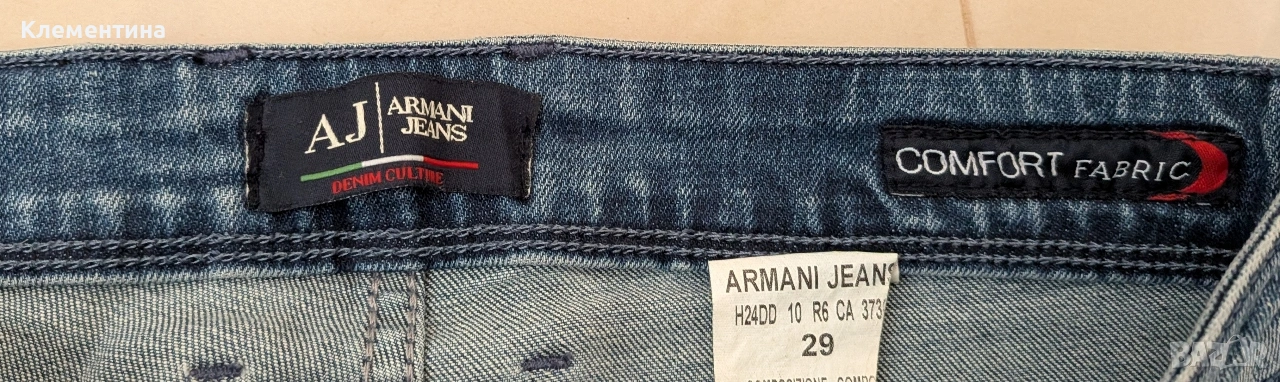 Клементина
AJ
ARMANI
JEANS
DENIM CULTURE
COMFORT FABRIC
ARMANI JEANS
H24DD 10 R6 CA 373
29